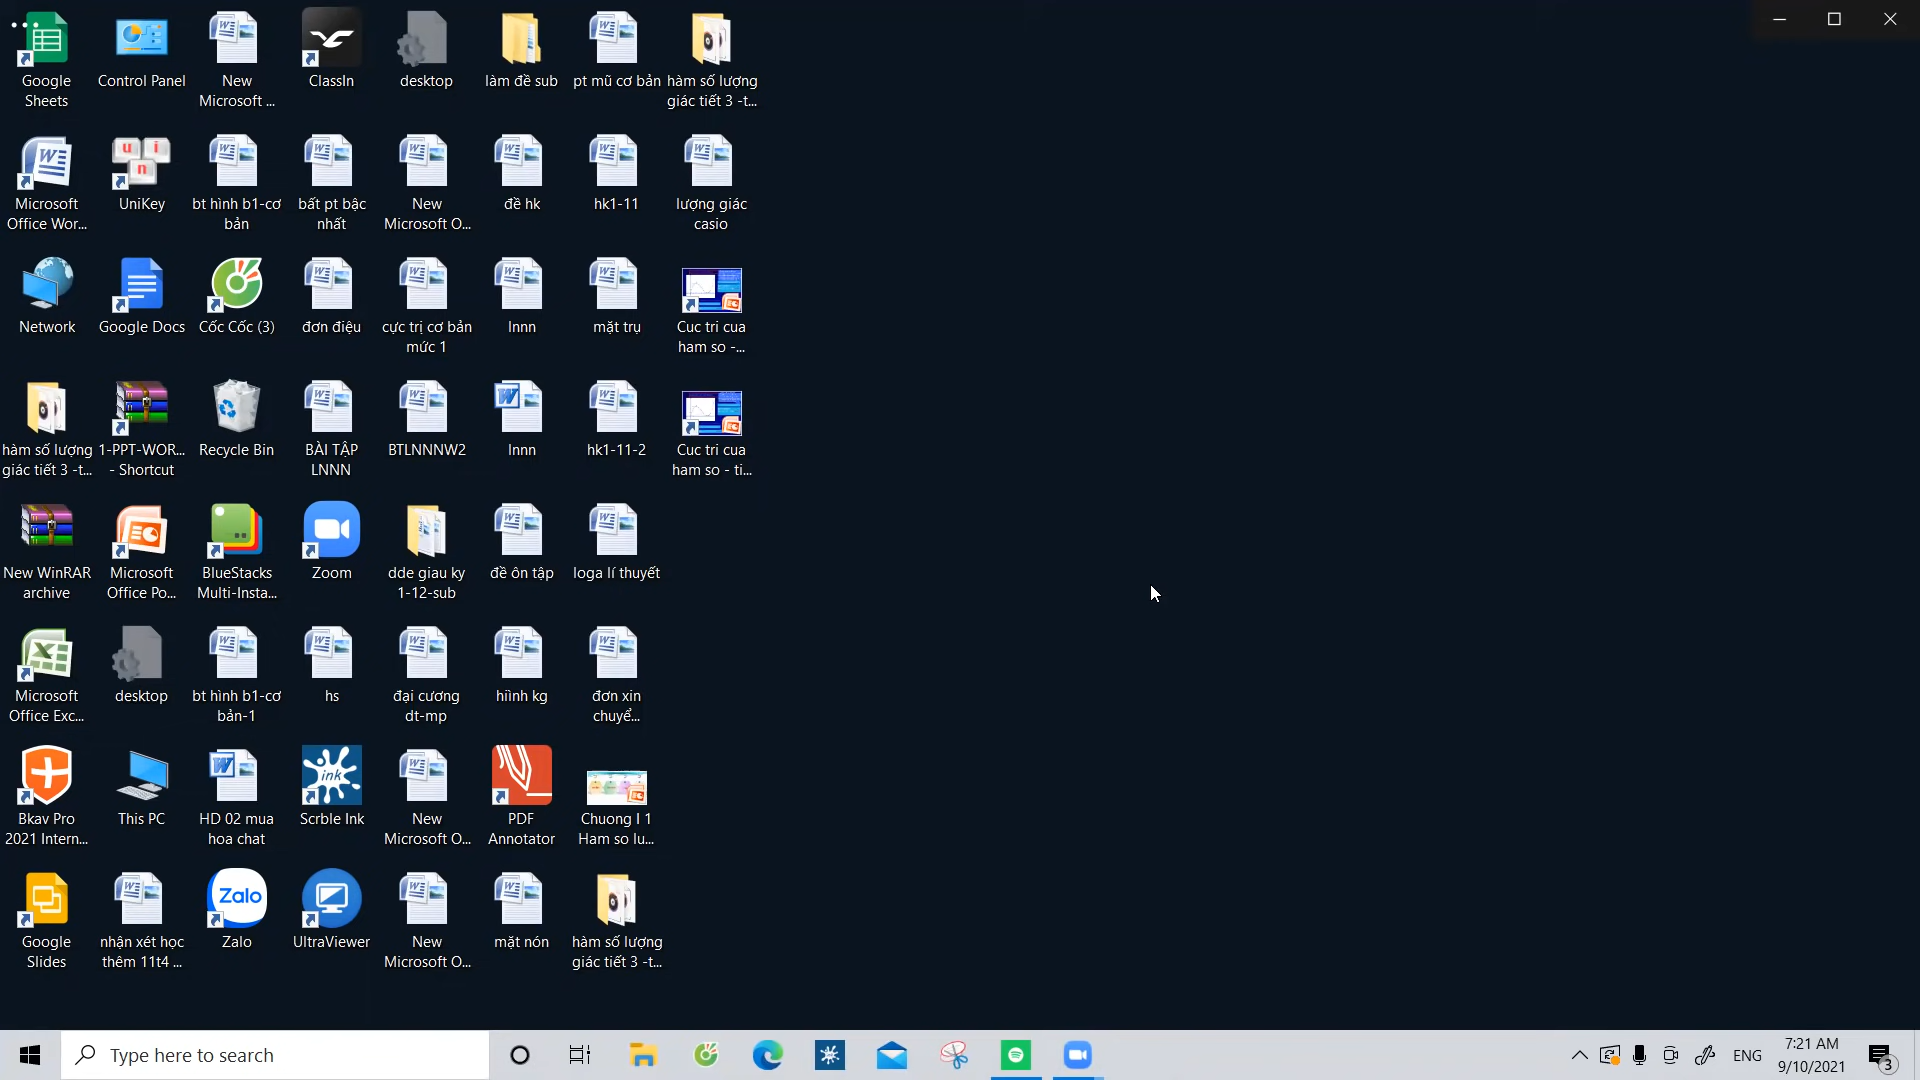 Google
Sheets
Control Panel
New
Microsoft ...
ClassIn
desktop
làm đề sub
pt mũ cơ bản
hàm số lượng
giác tiết 3 -t...
Microsoft
Office Wor...
u i
n
UniKey
bt hình b1-cơ
bản
bất pt bậc
nhất
New
Microsoft O...
đề hk
hk1-11
lượng giác
casio
Network
Google Docs
Cốc Cốc (3)
đơn điệu
cực trị cơ bản
mức 1
lnnn
mặt trụ
Cuc tri cua
ham so -...
hàm số lượng
giác tiết 3 -t...
1-PPT-WOR...
- Shortcut
Recycle Bin
BÀI TẬP
LNNN
BTLNNNW2
lnnn
hk1-11-2
Cuc tri cua
ham so - ti...
New WinRAR
archive
Microsoft
Office Po...
BlueStacks
Multi-Insta...
Zoom
dde giau ky
1-12-sub
đề ôn tập
loga lí thuyết
Microsoft
Office Exc...
desktop
bt hình b1-cơ
bản-1
hs
đại cương
dt-mp
hiình kg
đơn xin
chuyể...
Bkav Pro
2021 Intern...
This PC
HD 02 mua
hoa chat
ink
Scrble Ink
New
Microsoft O...
PDF
Annotator
Chuong I 1
Ham so lu...
Google
Slides
nhận xét học
thêm 11t4 ...
Zalo
Zalo
UltraViewer
New
Microsoft O...
mặt nón
hàm số lượng
giác tiết 3 -t...
Type here to search
ENG
7:21 AM
9/10/2021
3